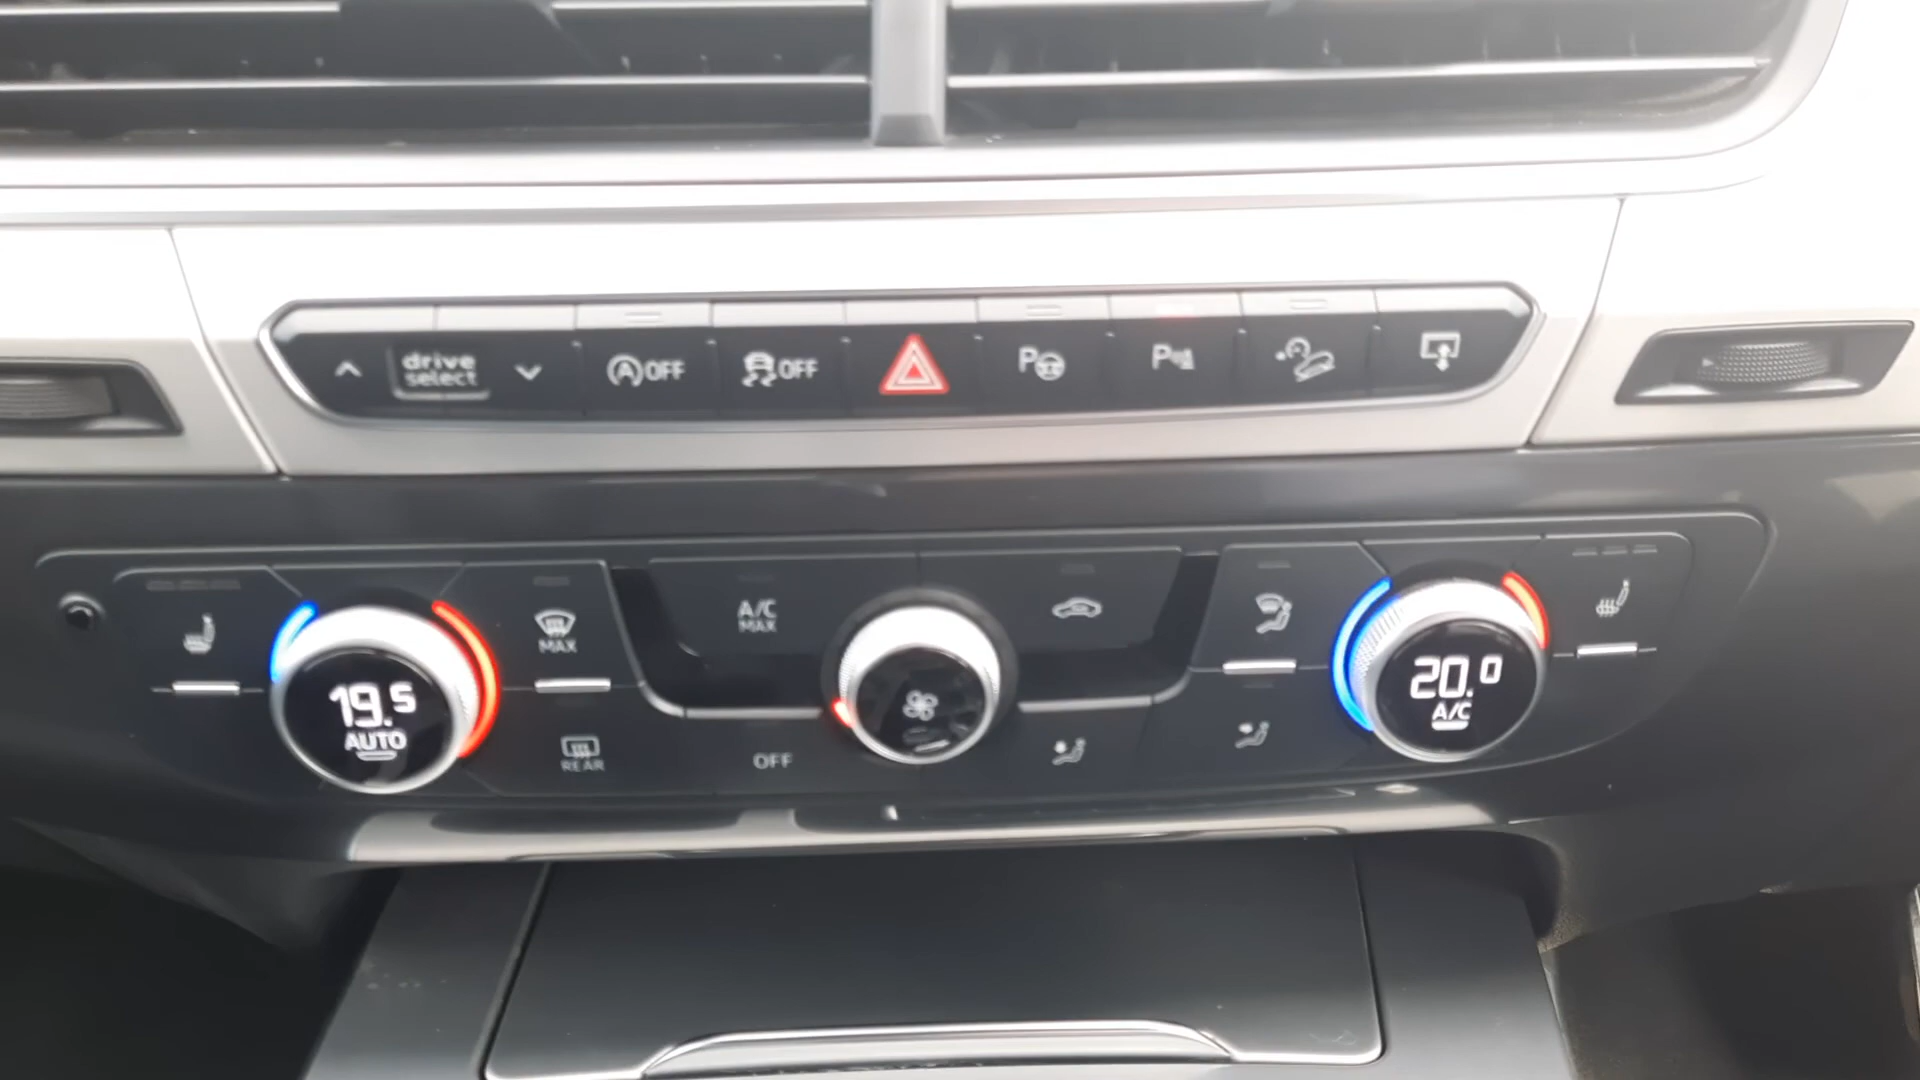 drive
select
OFF
OFF
P
P
MAX
A/C
MAX
19.5
AUTO
20.0
A/C
REAR
OFF